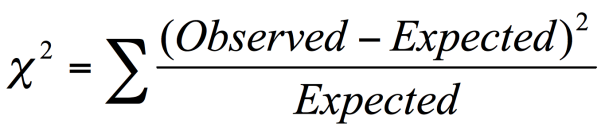 χ² = ∑ (Observed − Expected)² / Expected